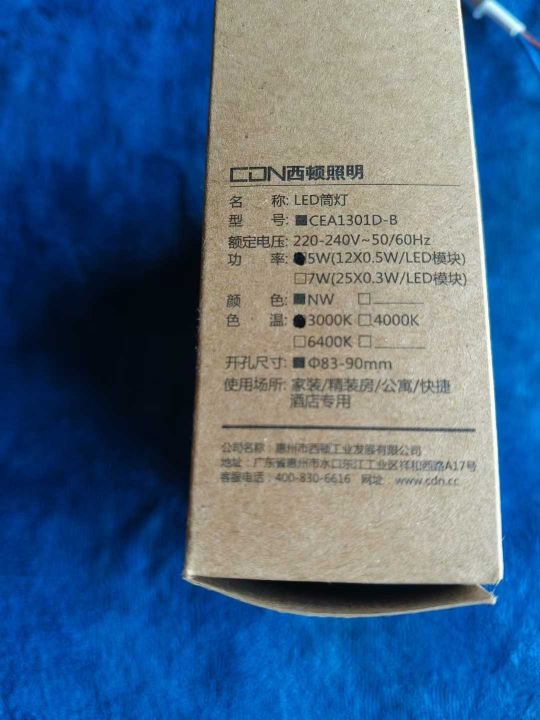 CDN西顿照明
名 称: LED筒灯
型 号: ■CEA1301D-B
额定电压: 220-240V~50/60Hz
功 率: ■5W(12X0.5W/LED模块)
□7W(25X0.3W/LED模块)
颜 色: ■NW □______
色 温: ■3000K □4000K
□6400K □______
开孔尺寸: ■Φ83-90mm
使用场所: 家装/精装房/公寓/快捷
酒店专用
公司名称: 惠州市西顿工业发展有限公司
地址: 广东省惠州市水口东江工业区祥和西路A17号
客服电话: 400-830-6616 网址: www.cdn.cc